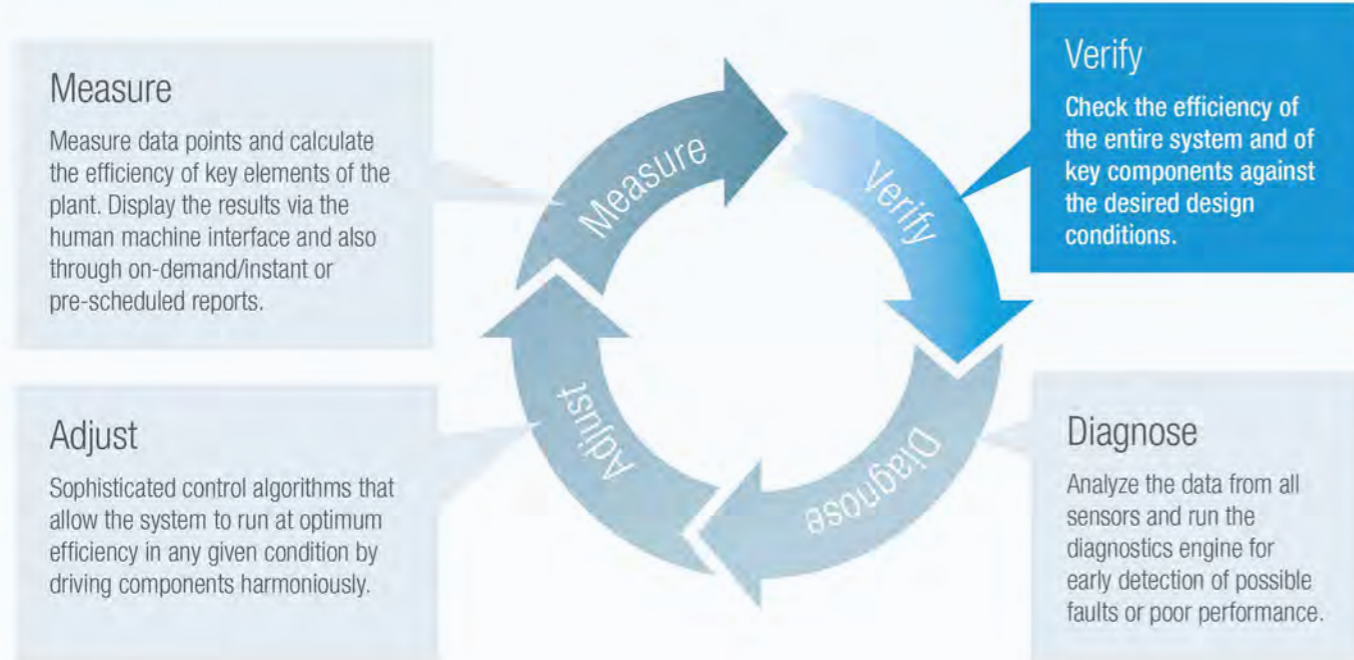 Measure
Measure data points and calculate
the efficiency of key elements of the
plant. Display the results via the
human machine interface and also
through on-demand/instant or
pre-scheduled reports.
Verify
Check the efficiency of
the entire system and of
key components against
the desired design
conditions.
Measure
Verify
Adjust
Diagnose
Adjust
Sophisticated control algorithms that
allow the system to run at optimum
efficiency in any given condition by
driving components harmoniously.
Diagnose
Analyze the data from all
sensors and run the
diagnostics engine for
early detection of possible
faults or poor performance.